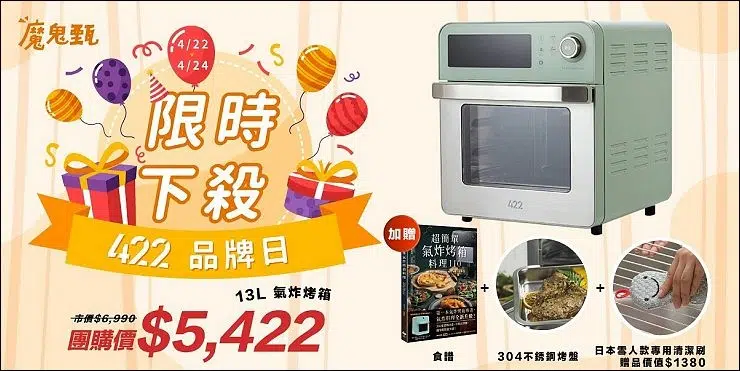 魔鬼甄
4/22
4/24
限時
下殺
422 品牌日
13L 氣炸烤箱
市價$6,990
團購價$5,422
422
加贈
超簡單
氣炸烤箱
料理110
食譜
+
304不銹鋼烤盤
+
日本雪人款專用清潔刷
贈品價值$1380